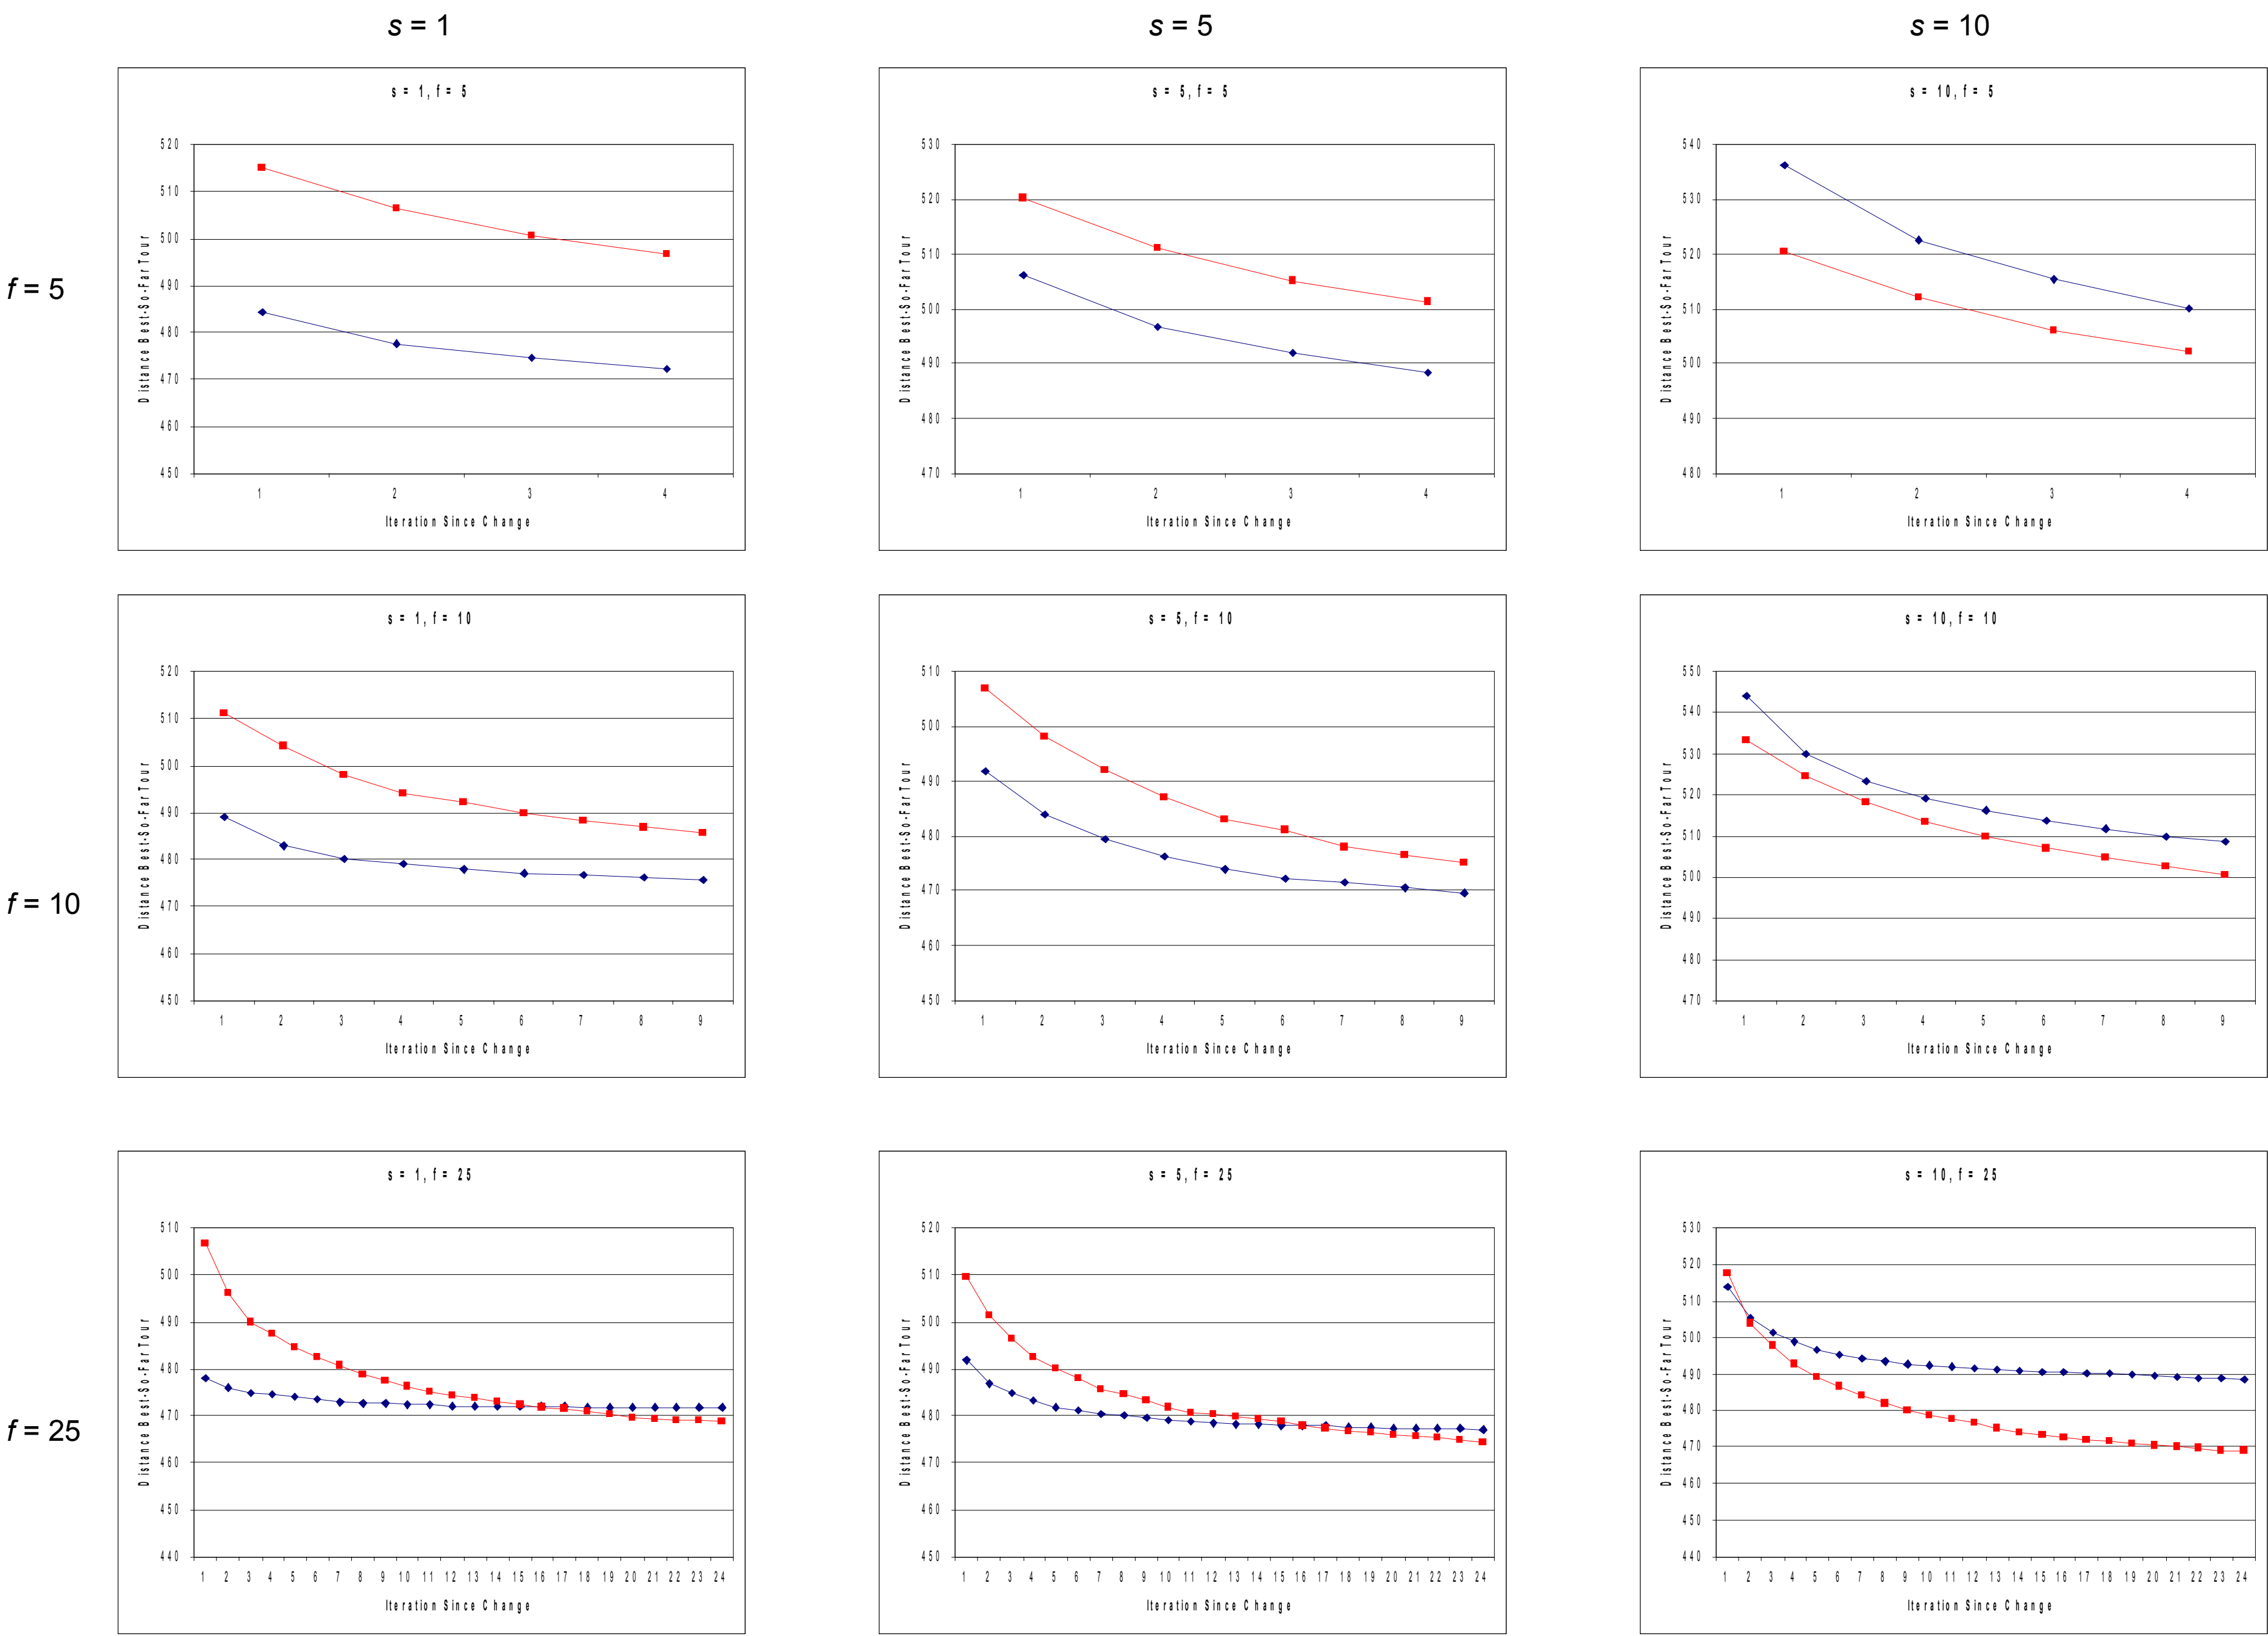 s = 1
s = 5
s = 10
f = 5
s = 1, f = 5
520
510
500
490
480
470
460
450
Distance Best-So-Far Tour
1 2 3 4
Iteration Since Change
s = 5, f = 5
530
520
510
500
490
480
470
Distance Best-So-Far Tour
1 2 3 4
Iteration Since Change
s = 10, f = 5
540
530
520
510
500
490
480
Distance Best-So-Far Tour
1 2 3 4
Iteration Since Change
f = 10
s = 1, f = 10
520
510
500
490
480
470
460
450
Distance Best-So-Far Tour
1 2 3 4 5 6 7 8 9
Iteration Since Change
s = 5, f = 10
510
500
490
480
470
460
450
Distance Best-So-Far Tour
1 2 3 4 5 6 7 8 9
Iteration Since Change
s = 10, f = 10
550
540
530
520
510
500
490
480
470
Distance Best-So-Far Tour
1 2 3 4 5 6 7 8 9
Iteration Since Change
f = 25
s = 1, f = 25
510
500
490
480
470
460
450
440
Distance Best-So-Far Tour
1 2 3 4 5 6 7 8 9 10 11 12 13 14 15 16 17 18 19 20 21 22 23 24
Iteration Since Change
s = 5, f = 25
520
510
500
490
480
470
460
450
Distance Best-So-Far Tour
1 2 3 4 5 6 7 8 9 10 11 12 13 14 15 16 17 18 19 20 21 22 23 24
Iteration Since Change
s = 10, f = 25
530
520
510
500
490
480
470
460
450
440
Distance Best-So-Far Tour
1 2 3 4 5 6 7 8 9 10 11 12 13 14 15 16 17 18 19 20 21 22 23 24
Iteration Since Change